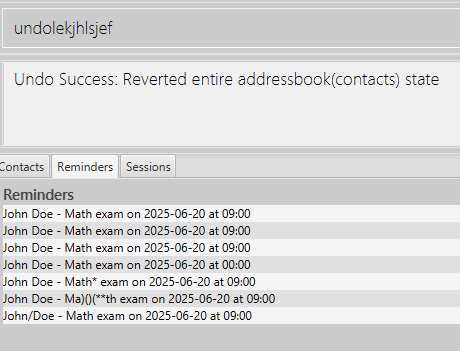 undolekjhlsjef
Undo Success: Reverted entire addressbook(contacts) state
Contacts Reminders Sessions
Reminders
John Doe - Math exam on 2025-06-20 at 09:00
John Doe - Math exam on 2025-06-20 at 09:00
John Doe - Math exam on 2025-06-20 at 09:00
John Doe - Math exam on 2025-06-20 at 00:00
John Doe - Math* exam on 2025-06-20 at 09:00
John Doe - Ma)()(**th exam on 2025-06-20 at 09:00
John/Doe - Math exam on 2025-06-20 at 09:00